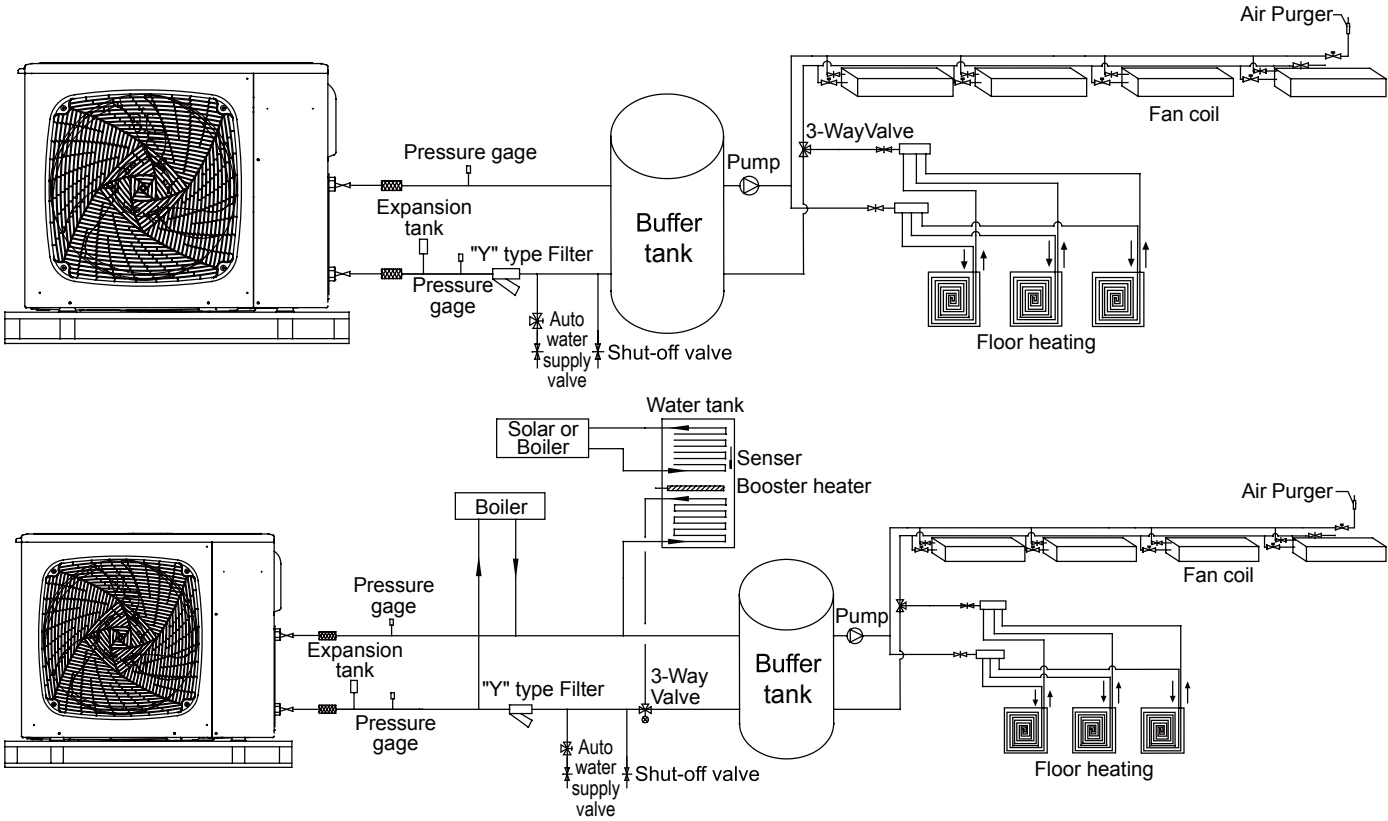 Air Purger
Fan coil
3-WayValve
Pressure gage
Pump
Expansion
tank
"Y" type Filter
Buffer
tank
Pressure
gage
Auto
water
supply
valve
Shut-off valve
Floor heating
Water tank
Solar or
Boiler
Senser
Booster heater
Boiler
Air Purger
Fan coil
Pressure
gage
Pump
Expansion
tank
"Y" type Filter
3-Way
Valve
Buffer
tank
Pressure
gage
Auto
water
supply
valve
Shut-off valve
Floor heating